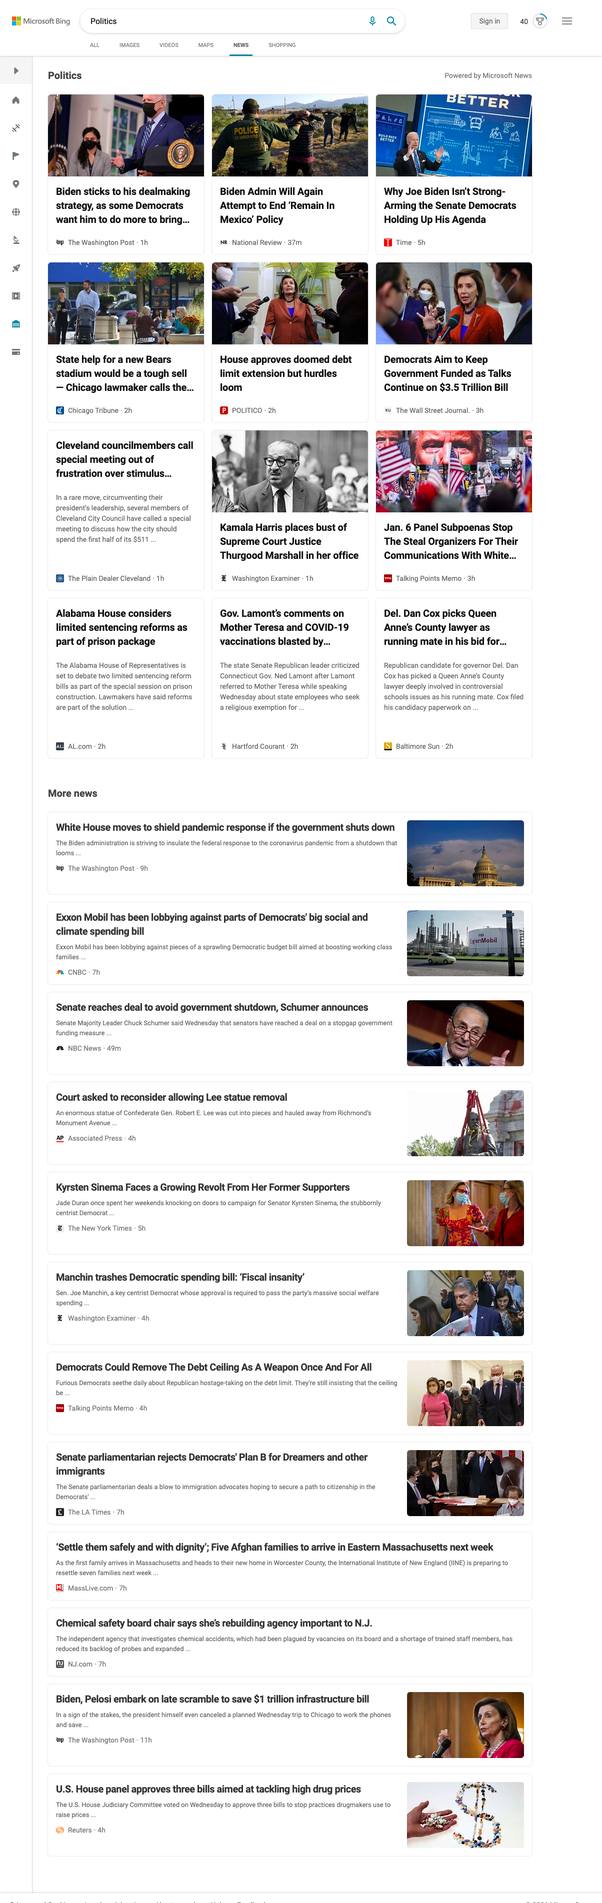 Microsoft Bing
Politics
Sign in
40
ALL IMAGES VIDEOS MAPS NEWS SHOPPING
Politics
Powered by Microsoft News
POLICE
BETTER
Biden sticks to his dealmaking
strategy, as some Democrats
want him to do more to bring...
The Washington Post · 1h
Biden Admin Will Again
Attempt to End ‘Remain In
Mexico’ Policy
NR National Review · 37m
Why Joe Biden Isn’t Strong-
Arming the Senate Democrats
Holding Up His Agenda
Time · 5h
State help for a new Bears
stadium would be a tough sell
— Chicago lawmaker calls the...
Chicago Tribune · 2h
House approves doomed debt
limit extension but hurdles
loom
POLITICO · 2h
Democrats Aim to Keep
Government Funded as Talks
Continue on $3.5 Trillion Bill
The Wall Street Journal. · 3h
Cleveland councilmembers call
special meeting out of
frustration over stimulus...
In a rare move, circumventing their
president's leadership, several members of
Cleveland City Council have called a special
meeting to discuss how the city should
spend the first half of its $511 ...
The Plain Dealer Cleveland · 1h
Kamala Harris places bust of
Supreme Court Justice
Thurgood Marshall in her office
Washington Examiner · 1h
Jan. 6 Panel Subpoenas Stop
The Steal Organizers For Their
Communications With White...
Talking Points Memo · 3h
Alabama House considers
limited sentencing reforms as
part of prison package
The Alabama House of Representatives is
set to debate two limited sentencing reform
bills as part of the special session on prison
construction. Lawmakers have said reforms
are part of the solution ...
AL.com · 2h
Gov. Lamont’s comments on
Mother Teresa and COVID-19
vaccinations blasted by...
The state Senate Republican leader criticized
Connecticut Gov. Ned Lamont after Lamont
referred to Mother Teresa while speaking
Wednesday about state employees who seek
a religious exemption for ...
Hartford Courant · 2h
Del. Dan Cox picks Queen
Anne’s County lawyer as
running mate in his bid for...
Republican candidate for governor Del. Dan
Cox has picked a Queen Anne’s County
lawyer deeply involved in controversial
schools issues as his running mate. Cox filed
his candidacy paperwork on ...
Baltimore Sun · 2h
More news
White House moves to shield pandemic response if the government shuts down
The Biden administration is striving to insulate the federal response to the coronavirus pandemic from a shutdown that
looms ...
The Washington Post · 9h
Exxon Mobil has been lobbying against parts of Democrats' big social and
climate spending bill
Exxon Mobil has been lobbying against pieces of a sprawling Democratic budget bill aimed at boosting working class
families ...
CNBC · 7h
Senate reaches deal to avoid government shutdown, Schumer announces
Senate Majority Leader Chuck Schumer said Wednesday that senators have reached a deal on a stopgap government
funding measure ...
NBC News · 49m
Court asked to reconsider allowing Lee statue removal
An enormous statue of Confederate Gen. Robert E. Lee was cut into pieces and hauled away from Richmond's
Monument Avenue ...
AP Associated Press · 4h
Kyrsten Sinema Faces a Growing Revolt From Her Former Supporters
Jade Duran once spent her weekends knocking on doors to campaign for Senator Kyrsten Sinema, the stubbornly
centrist Democrat ...
The New York Times · 5h
Manchin trashes Democratic spending bill: ‘Fiscal insanity’
Sen. Joe Manchin, a key centrist Democrat whose approval is required to pass the party's massive social welfare
spending ...
Washington Examiner · 4h
Democrats Could Remove The Debt Ceiling As A Weapon Once And For All
Furious Democrats seethe daily about Republican hostage-taking on the debt limit. They're still insisting that the ceiling
be ...
Talking Points Memo · 4h
Senate parliamentarian rejects Democrats' Plan B for Dreamers and other
immigrants
The Senate parliamentarian deals a blow to immigration advocates hoping to secure a path to citizenship in the
Democrats' ...
The LA Times · 7h
‘Settle them safely and with dignity’; Five Afghan families to arrive in Eastern Massachusetts next week
As the first family arrives in Massachusetts and heads to their new home in Worcester County, the International Institute of New England (IINE) is preparing to
resettle seven families next week ...
MassLive.com · 7h
Chemical safety board chair says she’s rebuilding agency important to N.J.
The independent agency that investigates chemical accidents, which had been plagued by vacancies on its board and a shortage of trained staff members, has
reduced its backlog of probes and expanded ...
NJ.com · 7h
Biden, Pelosi embark on late scramble to save $1 trillion infrastructure bill
In a sign of the stakes, the president himself even canceled a planned Wednesday trip to Chicago to work the phones
and save ...
The Washington Post · 11h
U.S. House panel approves three bills aimed at tackling high drug prices
The U.S. House Judiciary Committee voted on Wednesday to approve three bills to stop practices drugmakers use to
raise prices ...
Reuters · 4h